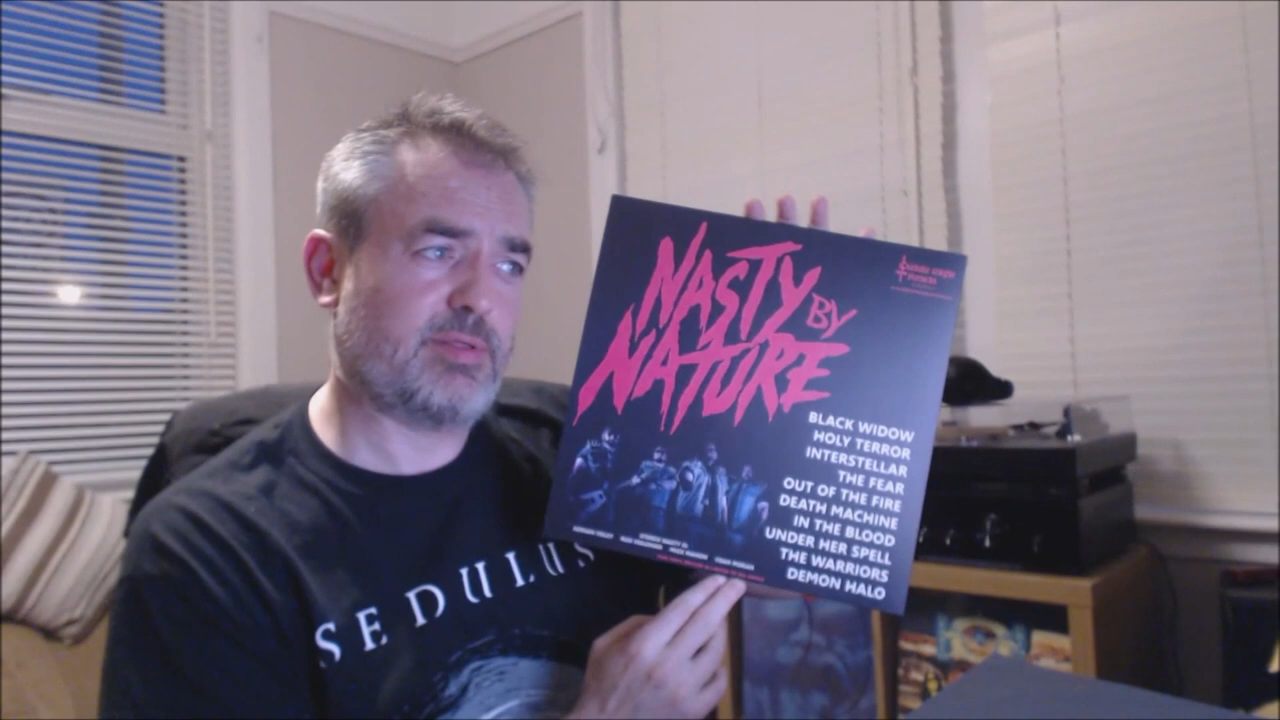 NASTY BY
NATURE
BLACK WIDOW
HOLY TERROR
INTERSTELLAR
THE FEAR
OUT OF THE FIRE
DEATH MACHINE
IN THE BLOOD
UNDER HER SPELL
THE WARRIORS
DEMON HALO
SEDULUS